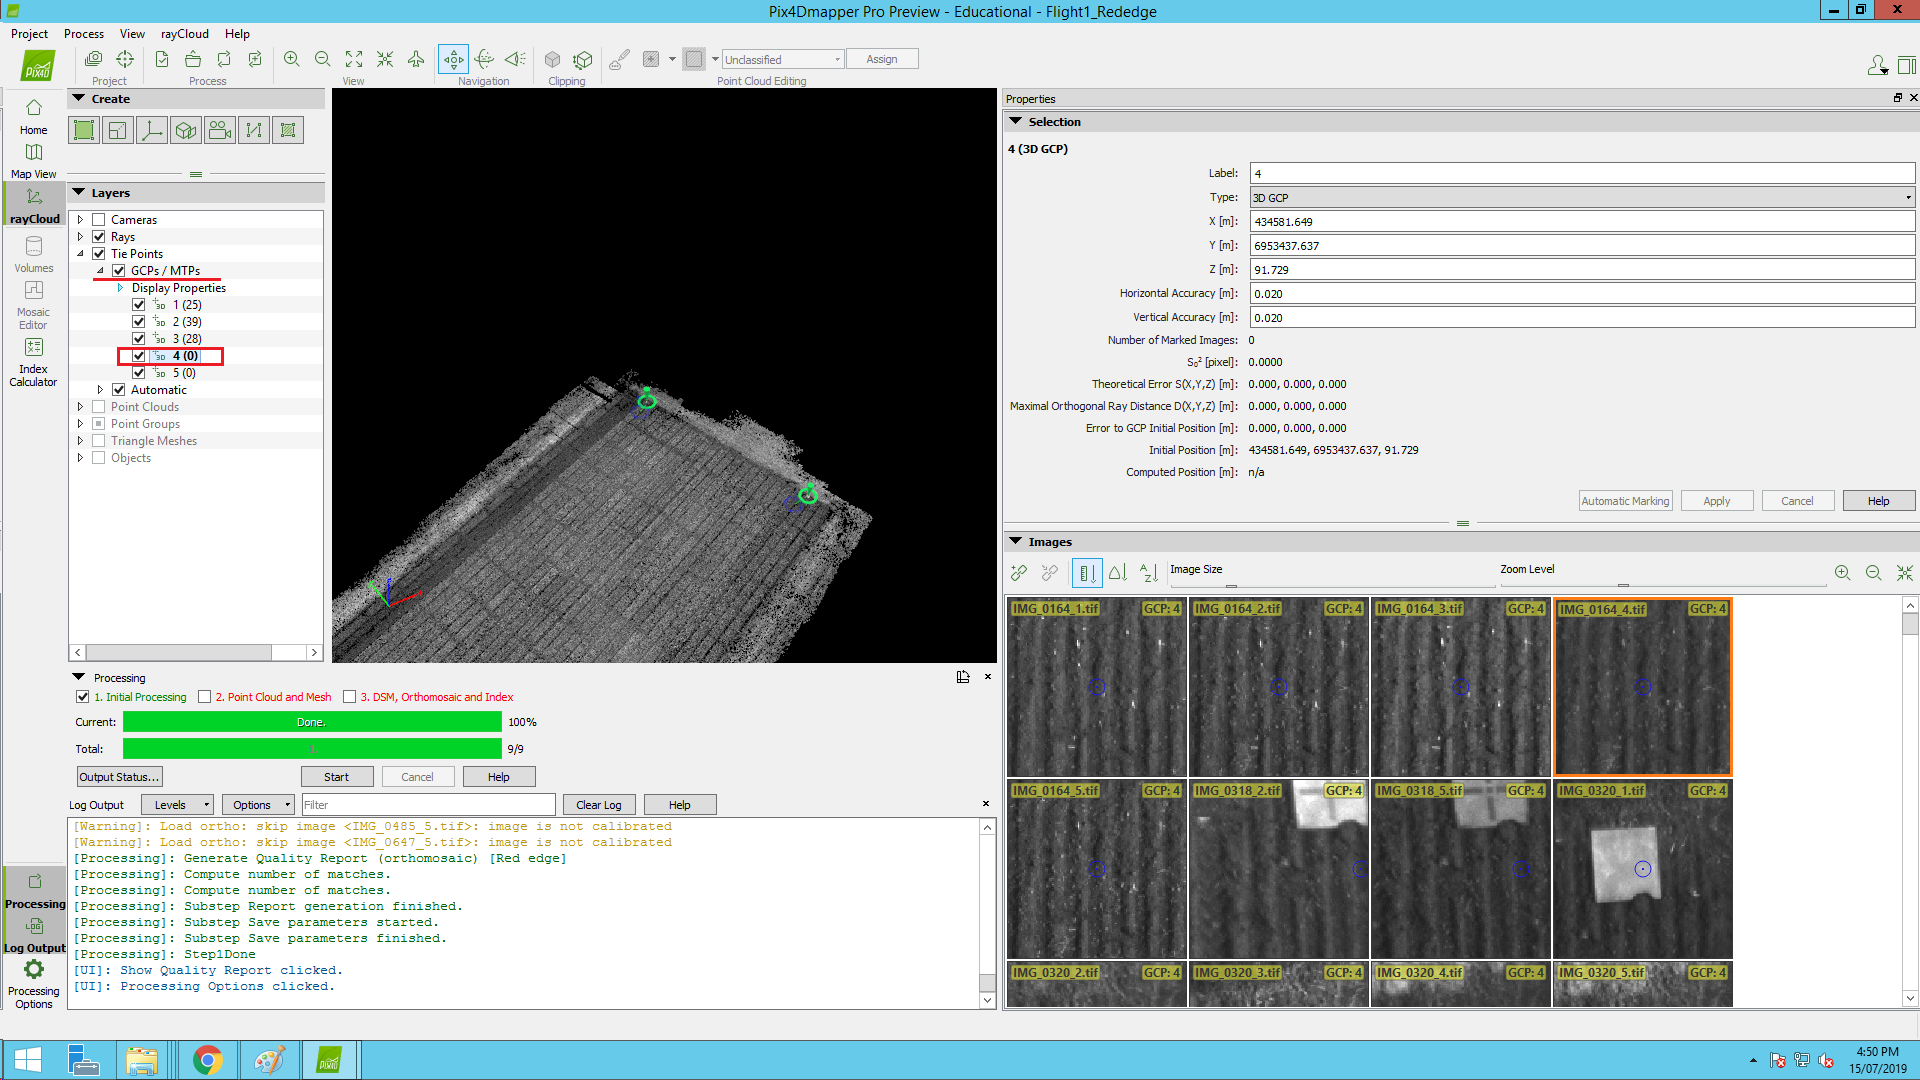 Pix4Dmapper Pro Preview - Educational - Flight1_Rededge
Project Process View rayCloud Help
PIX4D
Unclassified Assign
Project Process View Navigation Clipping Point Cloud Editing
Home
Map View
rayCloud
Volumes
Mosaic Editor
Index Calculator
Processing
LOG
Log Output
Processing Options
Create
Layers
Cameras
Rays
Tie Points
GCPs / MTPs
Display Properties
3D 1 (25)
3D 2 (39)
3D 3 (28)
3D 4 (0)
3D 5 (0)
Automatic
Point Clouds
Point Groups
Triangle Meshes
Objects
Processing
1. Initial Processing 2. Point Cloud and Mesh 3. DSM, Orthomosaic and Index
Current: Done. 100%
Total: 9/9
Output Status... Start Cancel Help
Log Output Levels Options Filter Clear Log Help
[Warning]: Load ortho: skip image <IMG_0485_5.tif>: image is not calibrated
[Warning]: Load ortho: skip image <IMG_0647_5.tif>: image is not calibrated
[Processing]: Generate Quality Report (orthomosaic) [Red edge]
[Processing]: Compute number of matches.
[Processing]: Compute number of matches.
[Processing]: Substep Report generation finished.
[Processing]: Substep Save parameters started.
[Processing]: Substep Save parameters finished.
[Processing]: Step1Done
[UI]: Show Quality Report clicked.
[UI]: Processing Options clicked.
Properties
Selection
4 (3D GCP)
Label: 4
Type: 3D GCP
X [m]: 434581.649
Y [m]: 6953437.637
Z [m]: 91.729
Horizontal Accuracy [m]: 0.020
Vertical Accuracy [m]: 0.020
Number of Marked Images: 0
S₀² [pixel]: 0.0000
Theoretical Error S(X,Y,Z) [m]: 0.000, 0.000, 0.000
Maximal Orthogonal Ray Distance D(X,Y,Z) [m]: 0.000, 0.000, 0.000
Error to GCP Initial Position [m]: 0.000, 0.000, 0.000
Initial Position [m]: 434581.649, 6953437.637, 91.729
Computed Position [m]: n/a
Automatic Marking Apply Cancel Help
Images
A Z Image Size Zoom Level
IMG_0164_1.tif GCP: 4 IMG_0164_2.tif GCP: 4 IMG_0164_3.tif GCP: 4 IMG_0164_4.tif GCP: 4
IMG_0164_5.tif GCP: 4 IMG_0318_2.tif GCP: 4 IMG_0318_5.tif GCP: 4 IMG_0320_1.tif GCP: 4
IMG_0320_2.tif GCP: 4 IMG_0320_3.tif GCP: 4 IMG_0320_4.tif GCP: 4 IMG_0320_5.tif GCP: 4
PIX4D
4:50 PM
15/07/2019